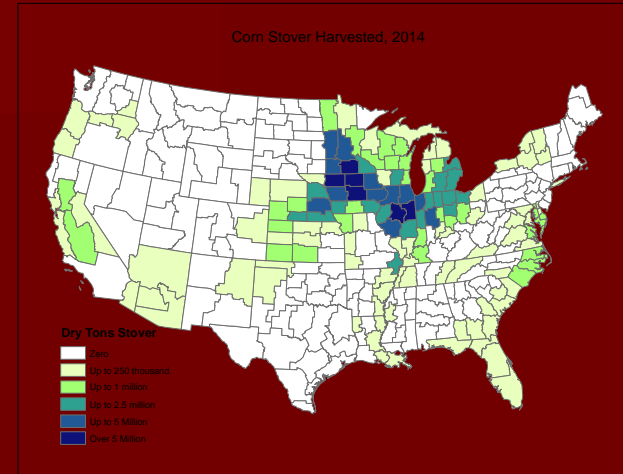 Corn Stover Harvested, 2014
Dry Tons Stover
Zero
Up to 250 thousand
Up to 1 million
Up to 2.5 million
Up to 5 Million
Over 5 Million